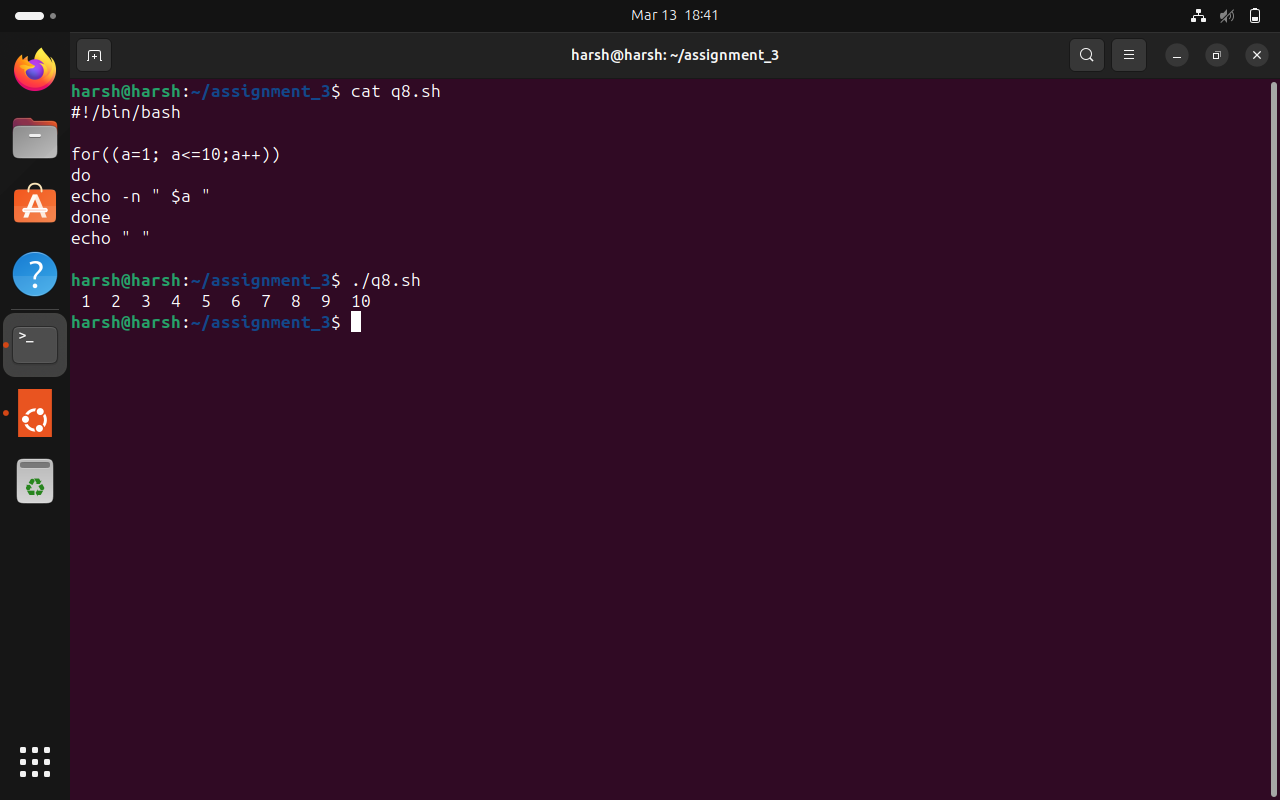 Mar 13 18:41
harsh@harsh: ~/assignment_3
harsh@harsh:~/assignment_3$ cat q8.sh
#!/bin/bash
for((a=1; a<=10;a++))
do
echo -n " $a "
done
echo " "
harsh@harsh:~/assignment_3$ ./q8.sh
 1  2  3  4  5  6  7  8  9  10
harsh@harsh:~/assignment_3$